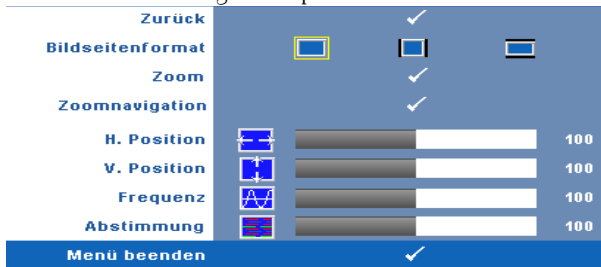 Zurück
Bildseitenformat
Zoom
Zoomnavigation
H. Position 100
V. Position 100
Frequenz 100
Abstimmung 100
Menü beenden